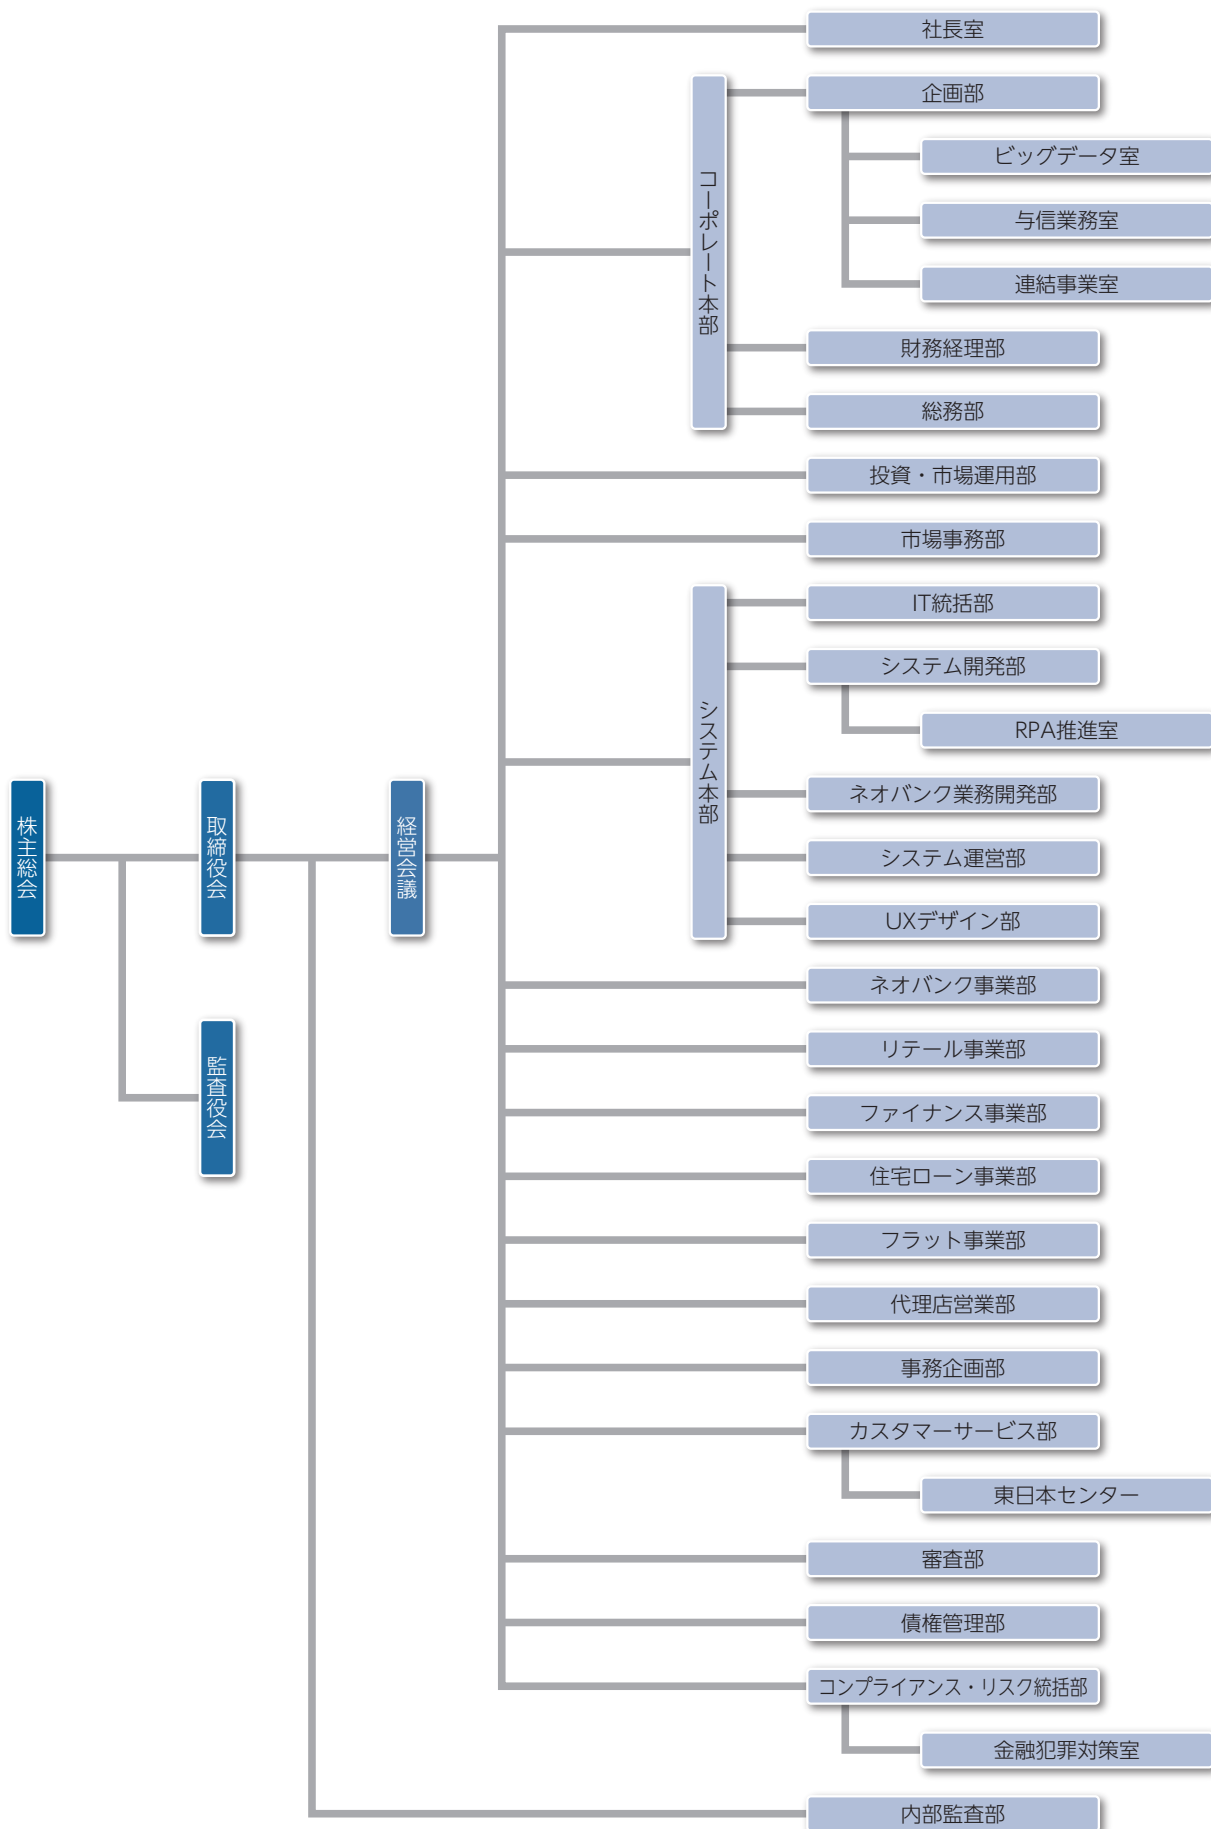 株主総会
取締役会
監査役会
経営会議
社長室
コーポレート本部
企画部
ビッグデータ室
与信業務室
連結事業室
財務経理部
総務部
投資・市場運用部
市場事務部
システム本部
IT統括部
システム開発部
RPA推進室
ネオバンク業務開発部
システム運営部
UXデザイン部
ネオバンク事業部
リテール事業部
ファイナンス事業部
住宅ローン事業部
フラット事業部
代理店営業部
事務企画部
カスタマーサービス部
東日本センター
審査部
債権管理部
コンプライアンス・リスク統括部
金融犯罪対策室
内部監査部